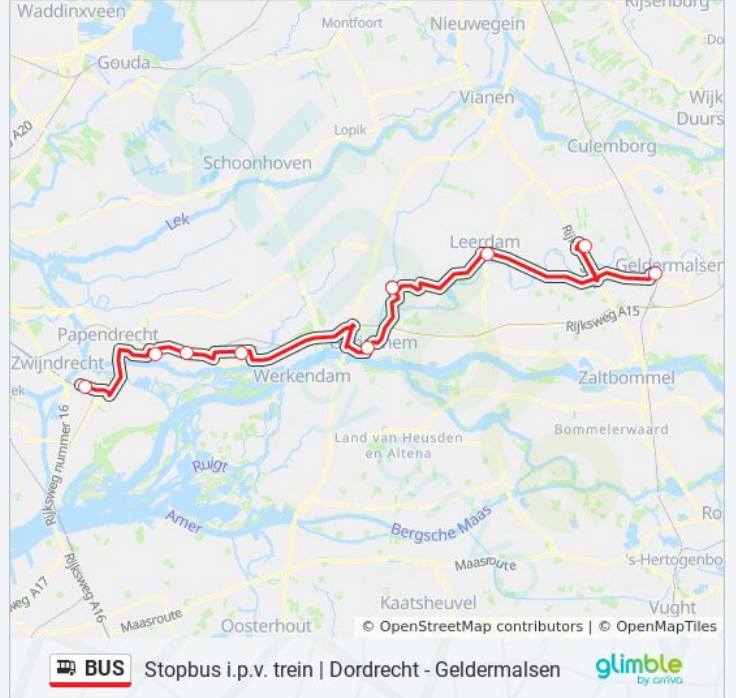 Waddinxveen
Montfoort
Nieuwegein
Gouda
Do
Vianen
Wijk
Duurs
A20
Lopik
Culemborg
Schoonhoven
Lek
Leerdam
Geldermalsen
Rijksweg A15
Papendrecht
Zwijndrecht
Werkendam
Zaltbommel
Rijksweg nummer 16
Land van Heusden
en Altena
Bommelerwaard
Ruigt
Amer
Bergsche Maas
Ro
Rijksweg A16
Maasroute
's-Hertogenbo
A17
Maasroute
Kaatsheuvel
Vught
Oosterhout
© OpenStreetMap contributors | © OpenMapTiles
BUS Stopbus i.p.v. trein | Dordrecht - Geldermalsen
glimble
by arriva